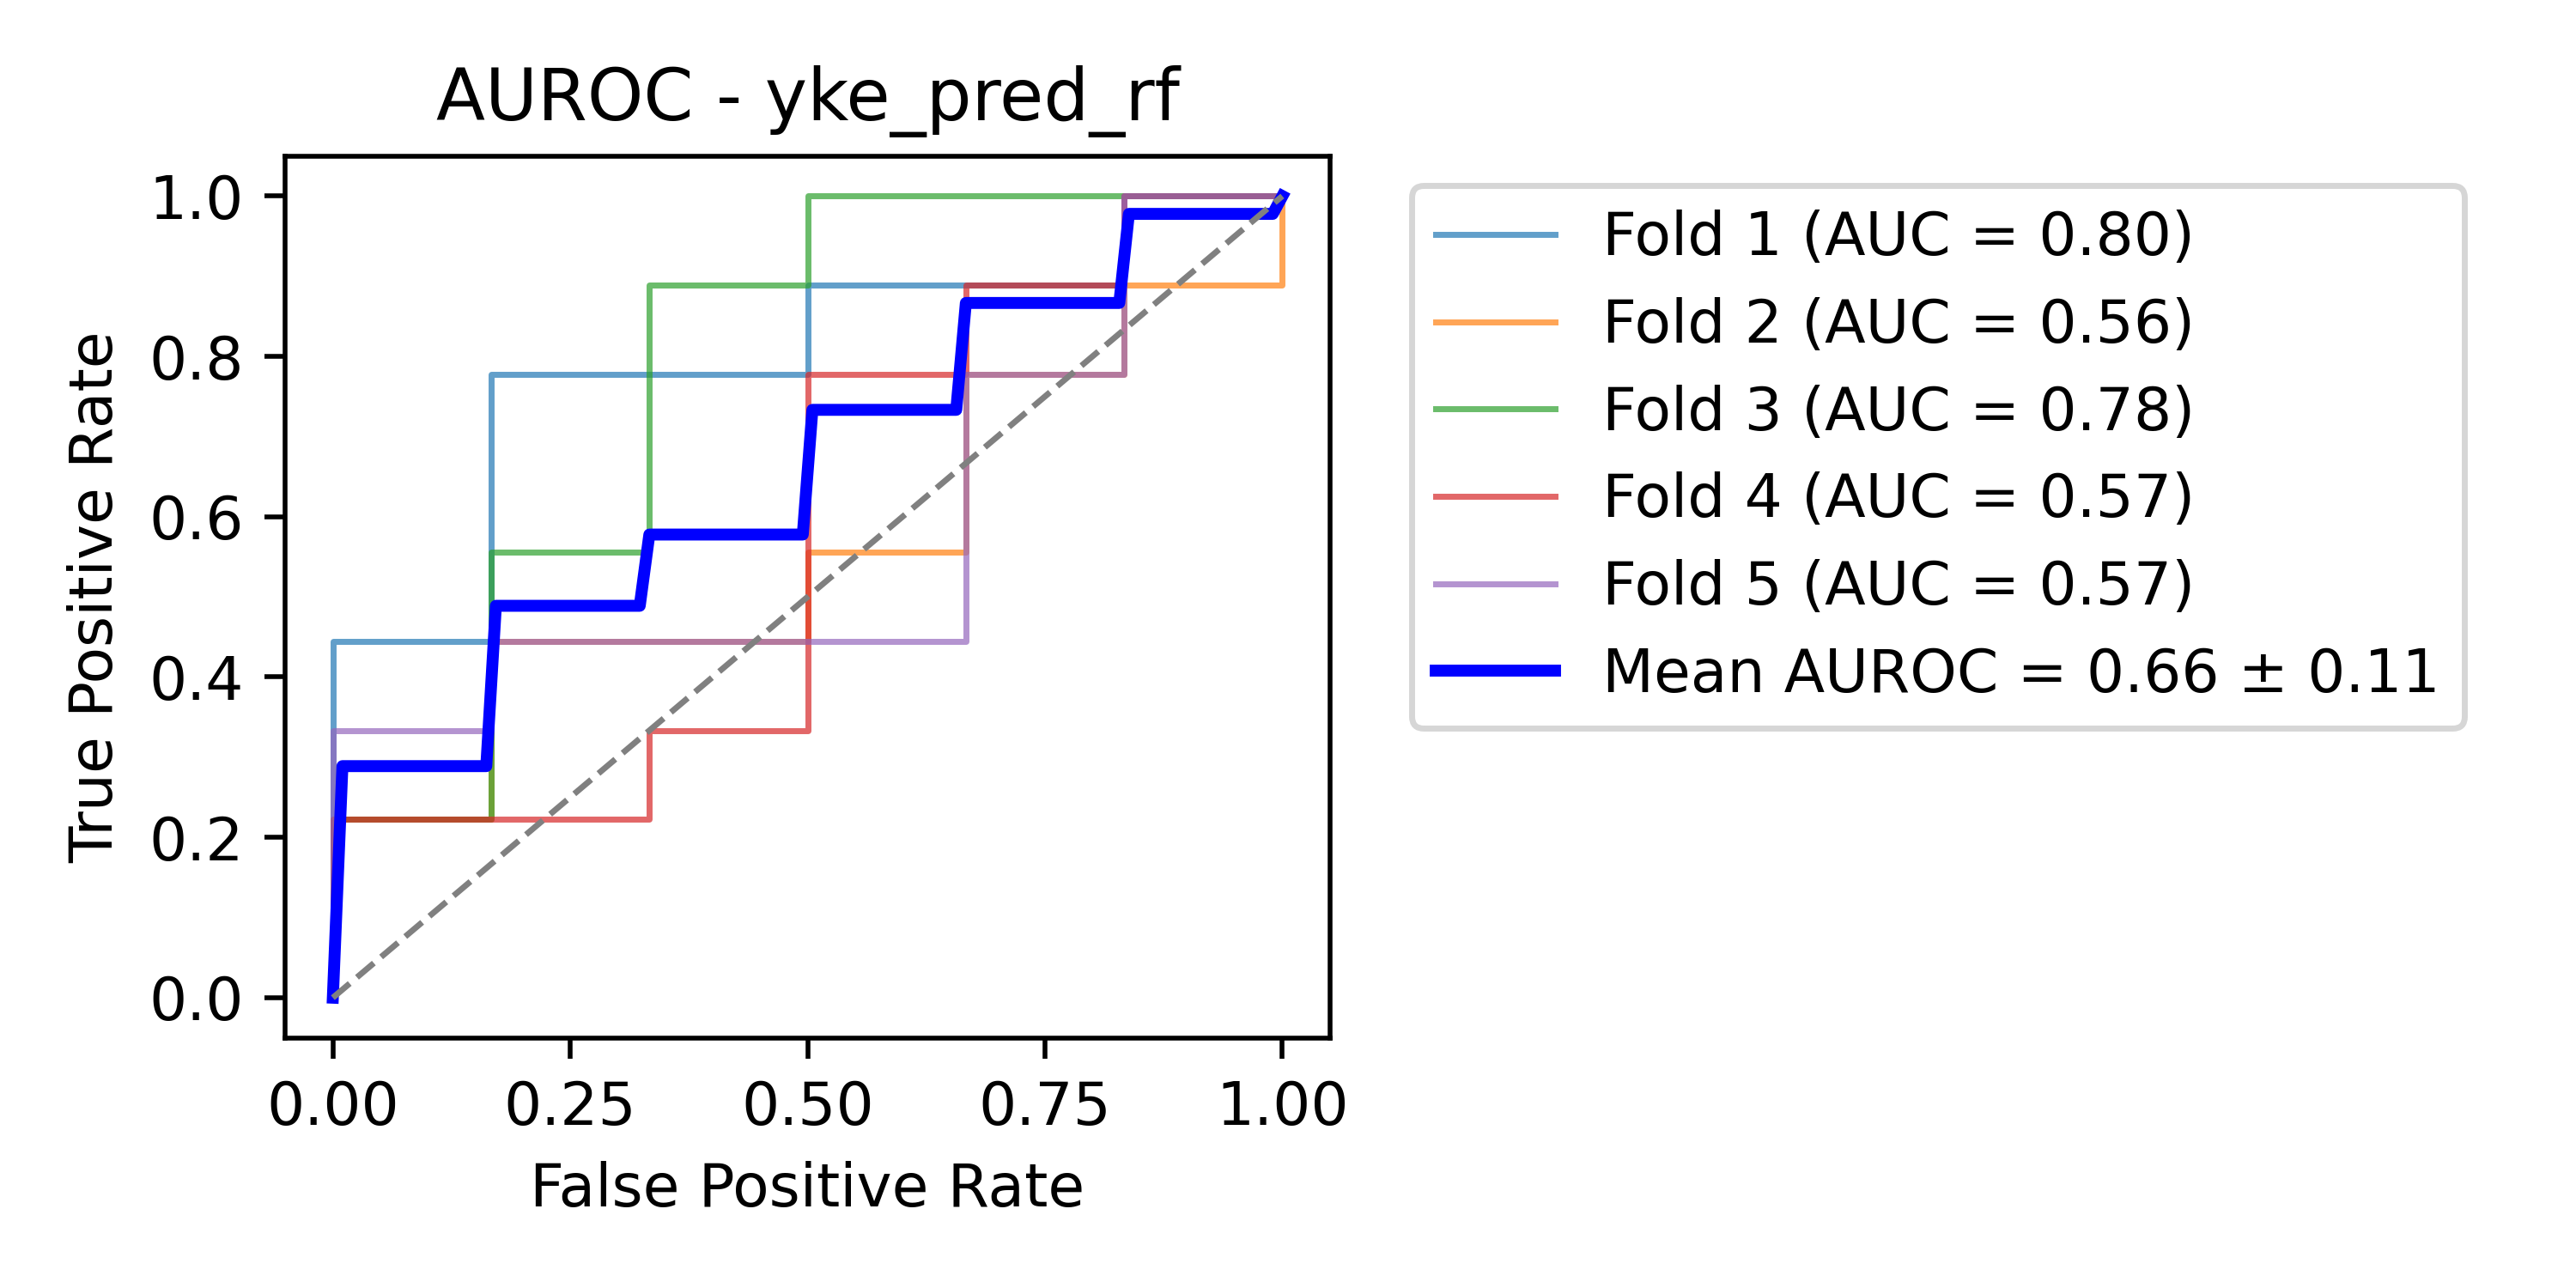 AUROC - yke_pred_rf
True Positive Rate
1.0
0.8
0.6
0.4
0.2
0.0
0.00 0.25 0.50 0.75 1.00
False Positive Rate
Fold 1 (AUC = 0.80)
Fold 2 (AUC = 0.56)
Fold 3 (AUC = 0.78)
Fold 4 (AUC = 0.57)
Fold 5 (AUC = 0.57)
Mean AUROC = 0.66 ± 0.11